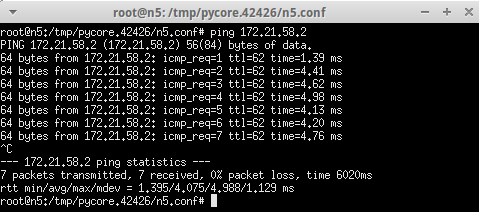 root@n5: /tmp/pycore.42426/n5.conf
root@n5:/tmp/pycore.42426/n5.conf# ping 172.21.58.2
PING 172.21.58.2 (172.21.58.2) 56(84) bytes of data.
64 bytes from 172.21.58.2: icmp_req=1 ttl=62 time=1.39 ms
64 bytes from 172.21.58.2: icmp_req=2 ttl=62 time=4.41 ms
64 bytes from 172.21.58.2: icmp_req=3 ttl=62 time=4.62 ms
64 bytes from 172.21.58.2: icmp_req=4 ttl=62 time=4.98 ms
64 bytes from 172.21.58.2: icmp_req=5 ttl=62 time=4.13 ms
64 bytes from 172.21.58.2: icmp_req=6 ttl=62 time=4.20 ms
64 bytes from 172.21.58.2: icmp_req=7 ttl=62 time=4.76 ms
^C
--- 172.21.58.2 ping statistics ---
7 packets transmitted, 7 received, 0% packet loss, time 6020ms
rtt min/avg/max/mdev = 1.395/4.075/4.988/1.129 ms
root@n5:/tmp/pycore.42426/n5.conf#